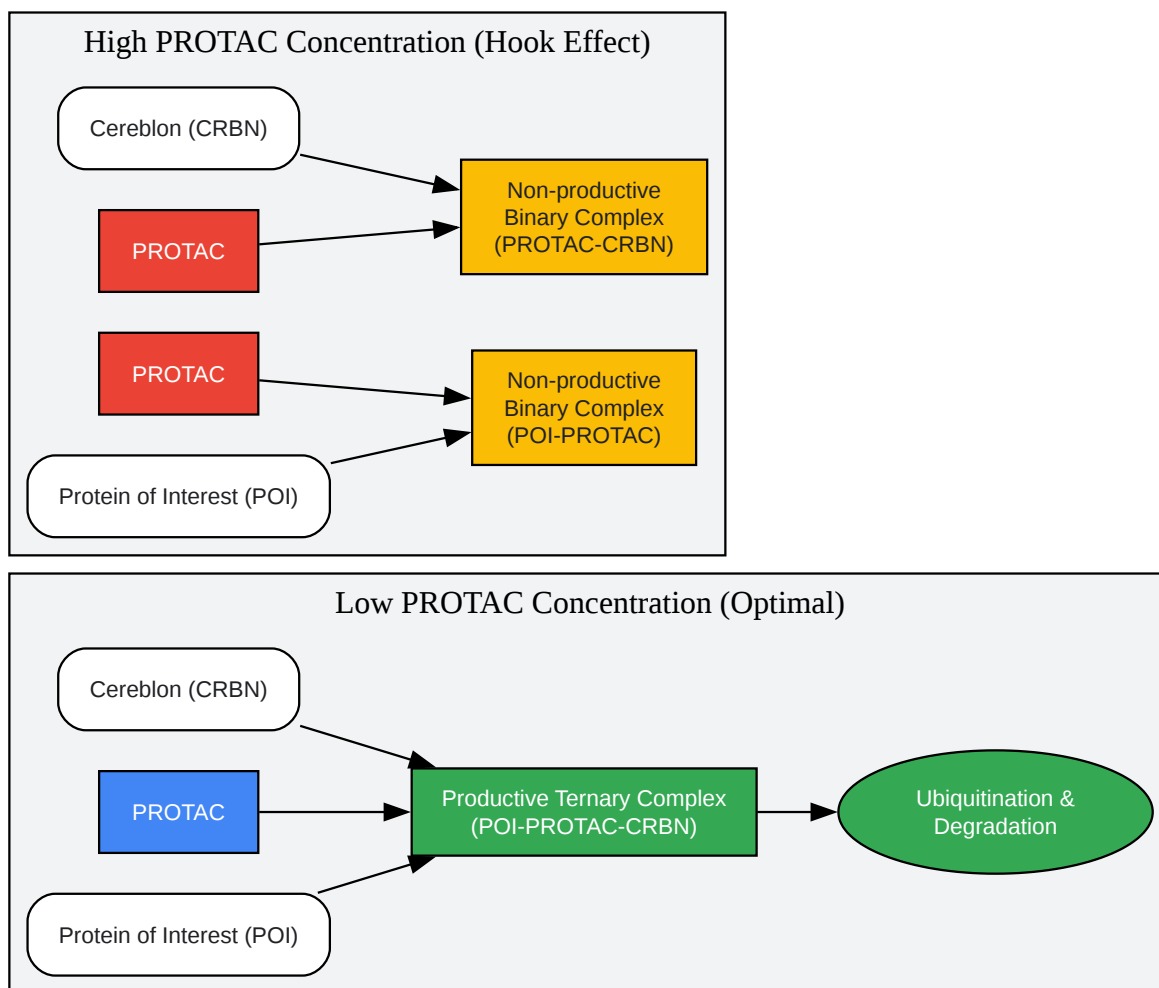 High PROTAC Concentration (Hook Effect)
Cereblon (CRBN)
PROTAC
Non-productive
Binary Complex
(PROTAC-CRBN)
PROTAC
Non-productive
Binary Complex
(POI-PROTAC)
Protein of Interest (POI)
Low PROTAC Concentration (Optimal)
Cereblon (CRBN)
PROTAC
Productive Ternary Complex
(POI-PROTAC-CRBN)
Ubiquitination &
Degradation
Protein of Interest (POI)